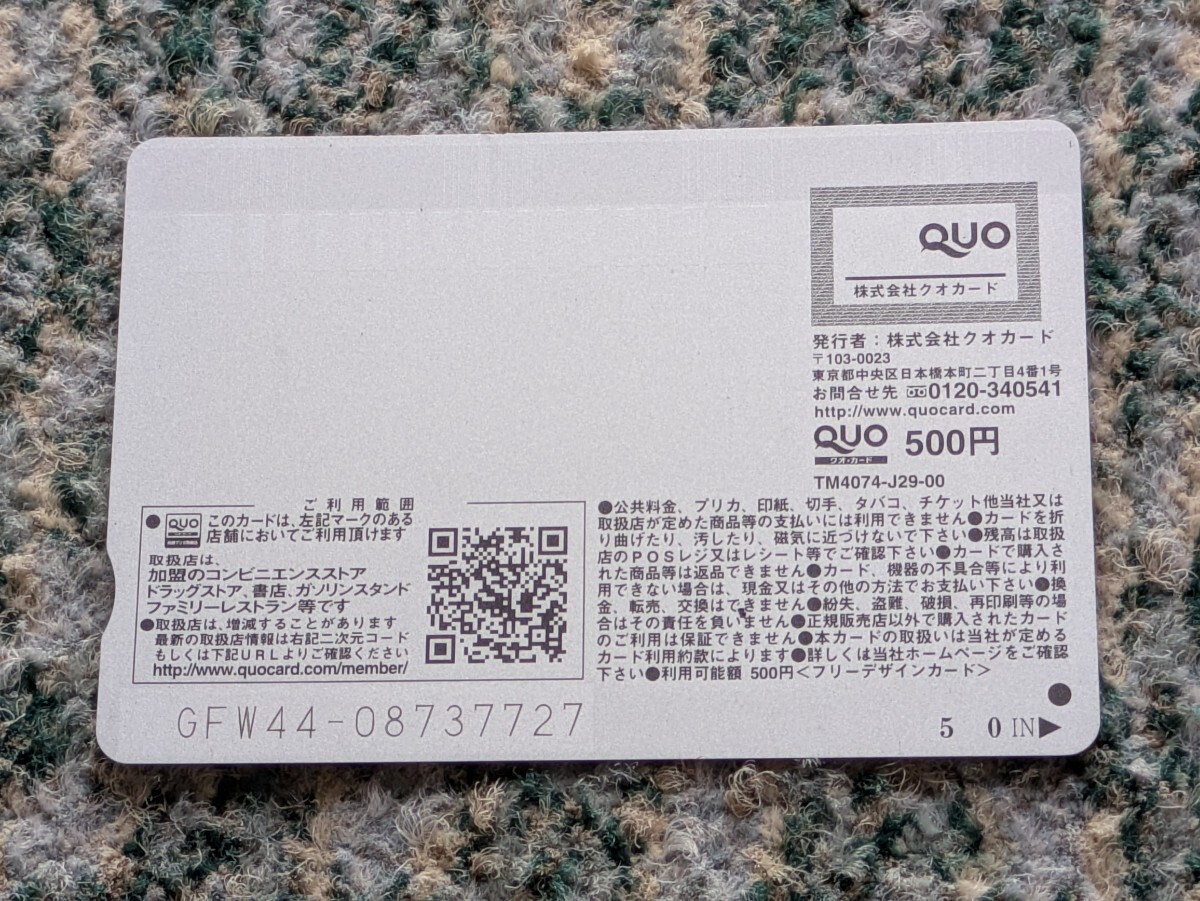 QUO
株式会社クオカード
発行者：株式会社クオカード
〒103-0023
東京都中央区日本橋本町二丁目4番1号
お問合せ先 0120-340541
http://www.quocard.com
QUO 500円
クオ・カード
TM4074-J29-00
ご利用範囲
●QUO このカードは、左記マークのある
店舗においてご利用頂けます
取扱店は、
加盟のコンビニエンスストア
ドラッグストア、書店、ガソリンスタンド
ファミリーレストラン等です
●取扱店は、増減することがあります
最新の取扱店情報は右記二次元コード
もしくは下記URLよりご確認ください
http://www.quocard.com/member/
●公共料金、プリカ、印紙、切手、タバコ、チケット他当社又は
取扱店が定めた商品等の支払いには利用できません●カードを折
り曲げたり、汚したり、磁気に近づけないで下さい●残高は取扱
店のPOSレジ又はレシート等でご確認下さい●カードで購入さ
れた商品等は返品できません●カード、機器の不具合等により利
用できない場合は、現金又はその他の方法でお支払い下さい●換
金、転売、交換はできません●紛失、盗難、破損、再印刷等の場
合はその責任を負いません●正規販売店以外で購入されたカード
のご利用は保証できません●本カードの取扱いは当社が定める
カード利用約款によります●詳しくは当社ホームページをご確認
下さい●利用可能額 500円＜フリーデザインカード＞
GFW44-08737727
5 0 IN▶